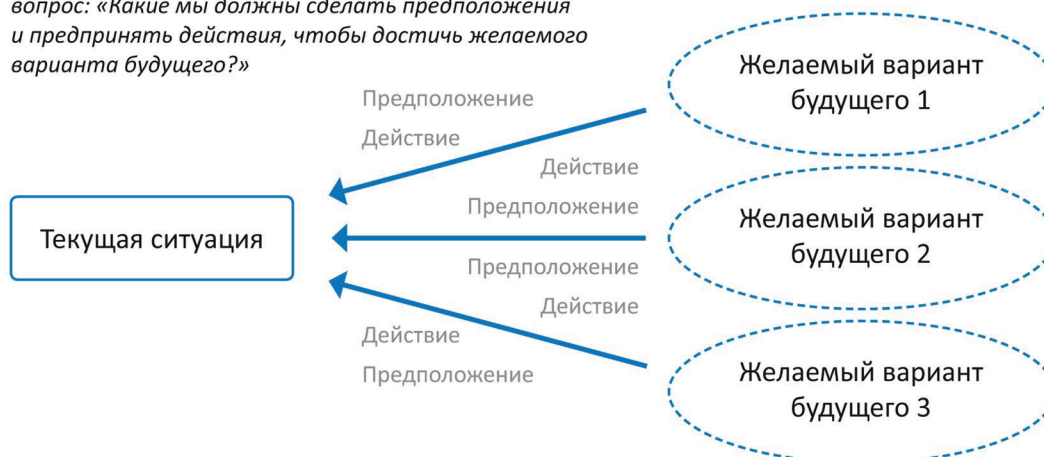 вопрос: «Какие мы должны сделать предположения
и предпринять действия, чтобы достичь желаемого
варианта будущего?»
Предположение
Действие
Действие
Предположение
Предположение
Действие
Действие
Предположение
Текущая ситуация
Желаемый вариант
будущего 1
Желаемый вариант
будущего 2
Желаемый вариант
будущего 3